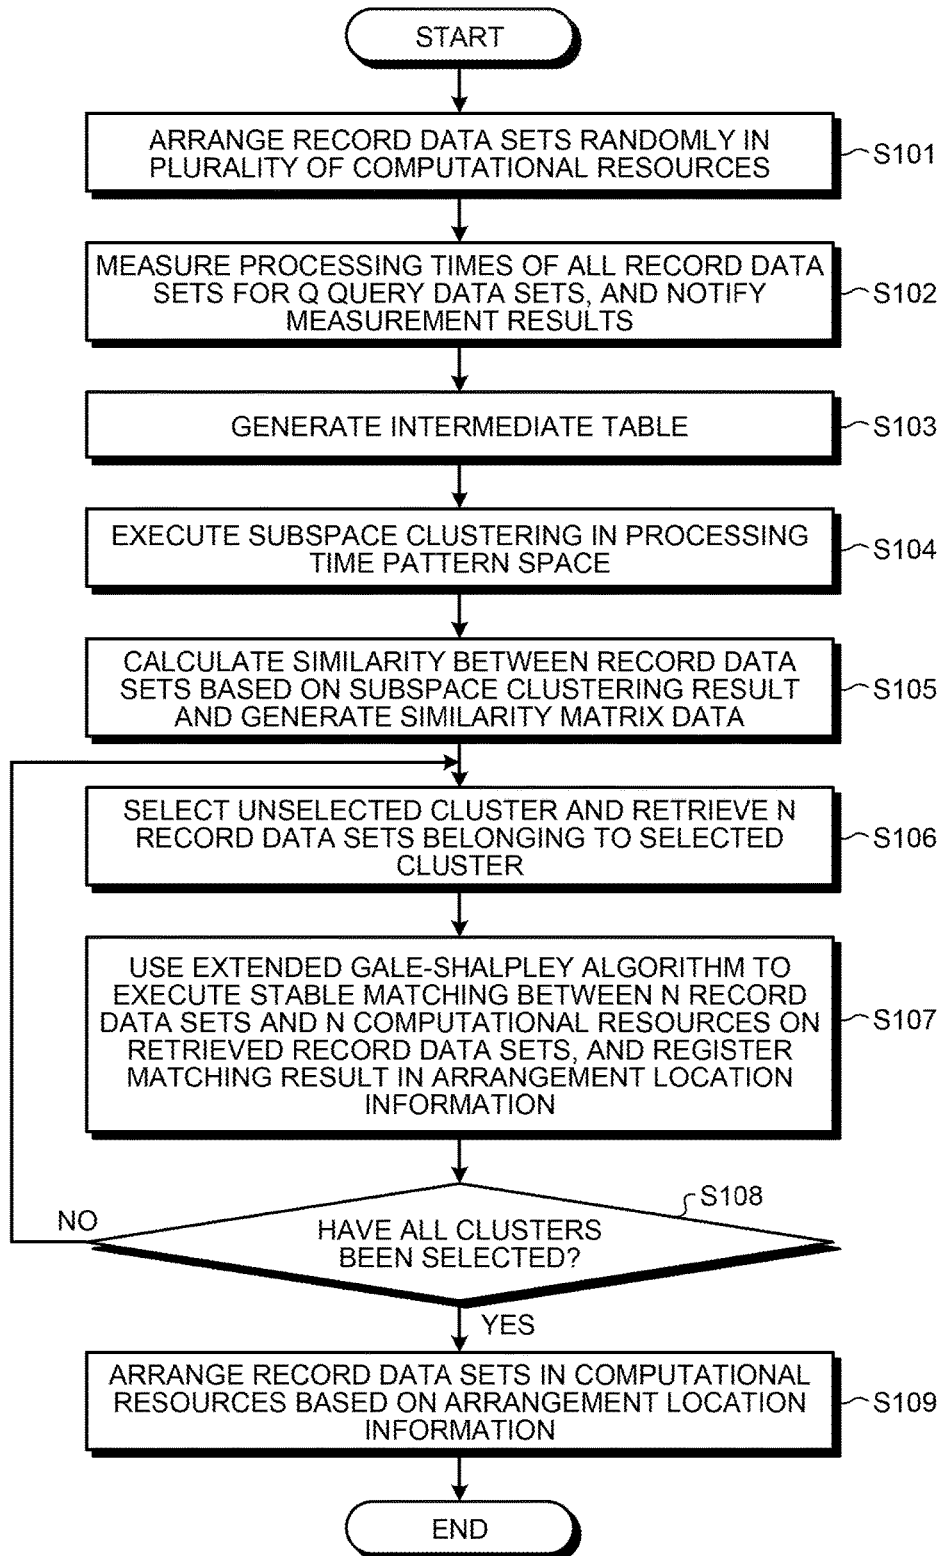 START
ARRANGE RECORD DATA SETS RANDOMLY IN
PLURALITY OF COMPUTATIONAL RESOURCES
S101
MEASURE PROCESSING TIMES OF ALL RECORD DATA
SETS FOR Q QUERY DATA SETS, AND NOTIFY
MEASUREMENT RESULTS
S102
GENERATE INTERMEDIATE TABLE
S103
EXECUTE SUBSPACE CLUSTERING IN PROCESSING
TIME PATTERN SPACE
S104
CALCULATE SIMILARITY BETWEEN RECORD DATA
SETS BASED ON SUBSPACE CLUSTERING RESULT
AND GENERATE SIMILARITY MATRIX DATA
S105
SELECT UNSELECTED CLUSTER AND RETRIEVE N
RECORD DATA SETS BELONGING TO SELECTED
CLUSTER
S106
USE EXTENDED GALE-SHALPLEY ALGORITHM TO
EXECUTE STABLE MATCHING BETWEEN N RECORD
DATA SETS AND N COMPUTATIONAL RESOURCES ON
RETRIEVED RECORD DATA SETS, AND REGISTER
MATCHING RESULT IN ARRANGEMENT LOCATION
INFORMATION
S107
S108
NO
HAVE ALL CLUSTERS
BEEN SELECTED?
YES
ARRANGE RECORD DATA SETS IN COMPUTATIONAL
RESOURCES BASED ON ARRANGEMENT LOCATION
INFORMATION
S109
END